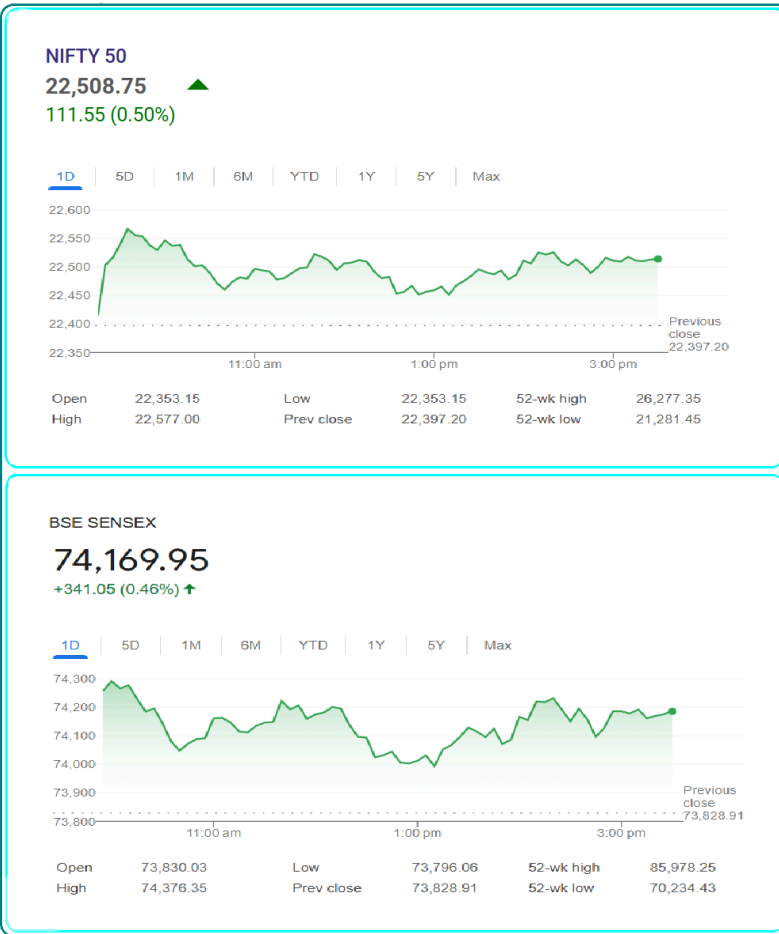 NIFTY 50
22,508.75
111.55 (0.50%)
1D 5D 1M 6M YTD 1Y 5Y Max
22,600
22,550
22,500
22,450
22,400
22,350
Previous
close
22,397.20
11:00 am 1:00 pm 3:00 pm
Open 22,353.15 Low 22,353.15 52-wk high 26,277.35
High 22,577.00 Prev close 22,397.20 52-wk low 21,281.45
BSE SENSEX
74,169.95
+341.05 (0.46%)
1D 5D 1M 6M YTD 1Y 5Y Max
74,300
74,200
74,100
74,000
73,900
73,800
Previous
close
73,828.91
11:00 am 1:00 pm 3:00 pm
Open 73,830.03 Low 73,796.06 52-wk high 85,978.25
High 74,376.35 Prev close 73,828.91 52-wk low 70,234.43